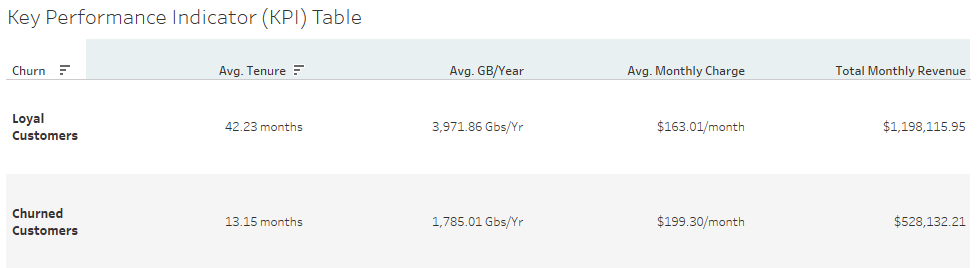 Key Performance Indicator (KPI) Table
Churn Avg. Tenure Avg. GB/Year Avg. Monthly Charge Total Monthly Revenue
Loyal
Customers 42.23 months 3,971.86 Gbs/Yr $163.01/month $1,198,115.95
Churned
Customers 13.15 months 1,785.01 Gbs/Yr $199.30/month $528,132.21